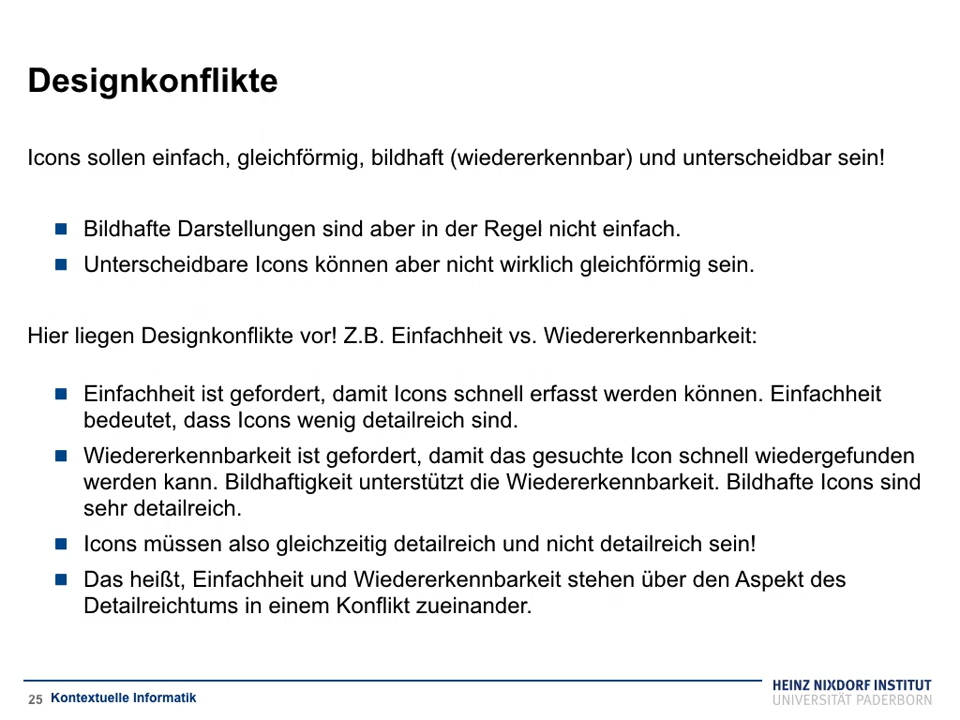 Designkonflikte
Icons sollen einfach, gleichförmig, bildhaft (wiedererkennbar) und unterscheidbar sein!
Bildhafte Darstellungen sind aber in der Regel nicht einfach.
Unterscheidbare Icons können aber nicht wirklich gleichförmig sein.
Hier liegen Designkonflikte vor! Z.B. Einfachheit vs. Wiedererkennbarkeit:
Einfachheit ist gefordert, damit Icons schnell erfasst werden können. Einfachheit
bedeutet, dass Icons wenig detailreich sind.
Wiedererkennbarkeit ist gefordert, damit das gesuchte Icon schnell wiedergefunden
werden kann. Bildhaftigkeit unterstützt die Wiedererkennbarkeit. Bildhafte Icons sind
sehr detailreich.
Icons müssen also gleichzeitig detailreich und nicht detailreich sein!
Das heißt, Einfachheit und Wiedererkennbarkeit stehen über den Aspekt des
Detailreichtums in einem Konflikt zueinander.
25 Kontextuelle Informatik
HEINZ NIXDORF INSTITUT
UNIVERSITÄT PADERBORN